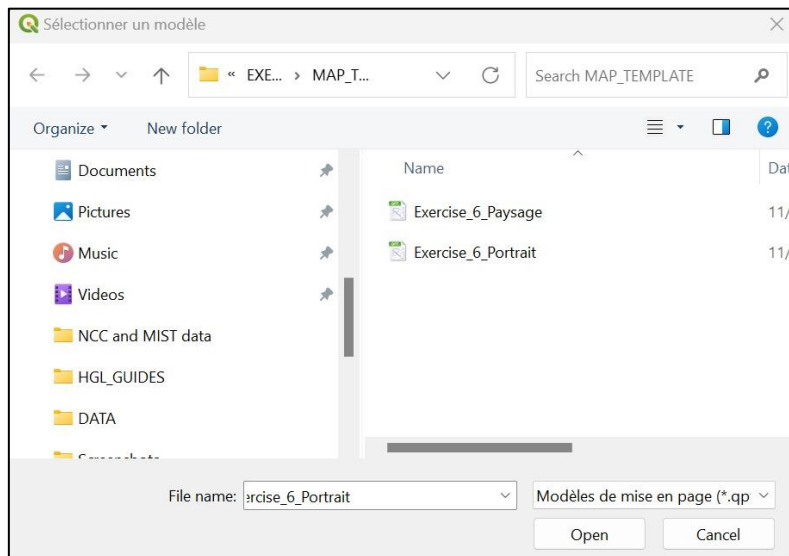 Sélectionner un modèle
« EXE... › MAP_T...
Search MAP_TEMPLATE
Organize
New folder
?
Documents
Pictures
Music
Videos
NCC and MIST data
HGL_GUIDES
DATA
Screenshots
Name
Dat
Exercise_6_Paysage
11/
Exercise_6_Portrait
11/
File name:
ercise_6_Portrait
Modèles de mise en page (*.qp
Open
Cancel